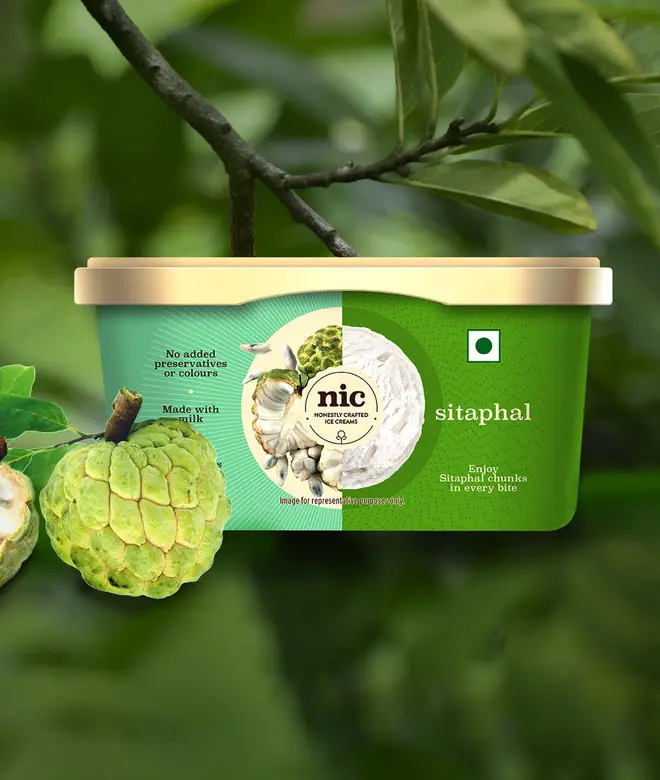 No added
preservatives
or colours
Made with
milk
nic
HONESTLY CRAFTED
ICE CREAMS
sitaphal
Enjoy
Sitaphal chunks
in every bite
Image for representative purposes only.